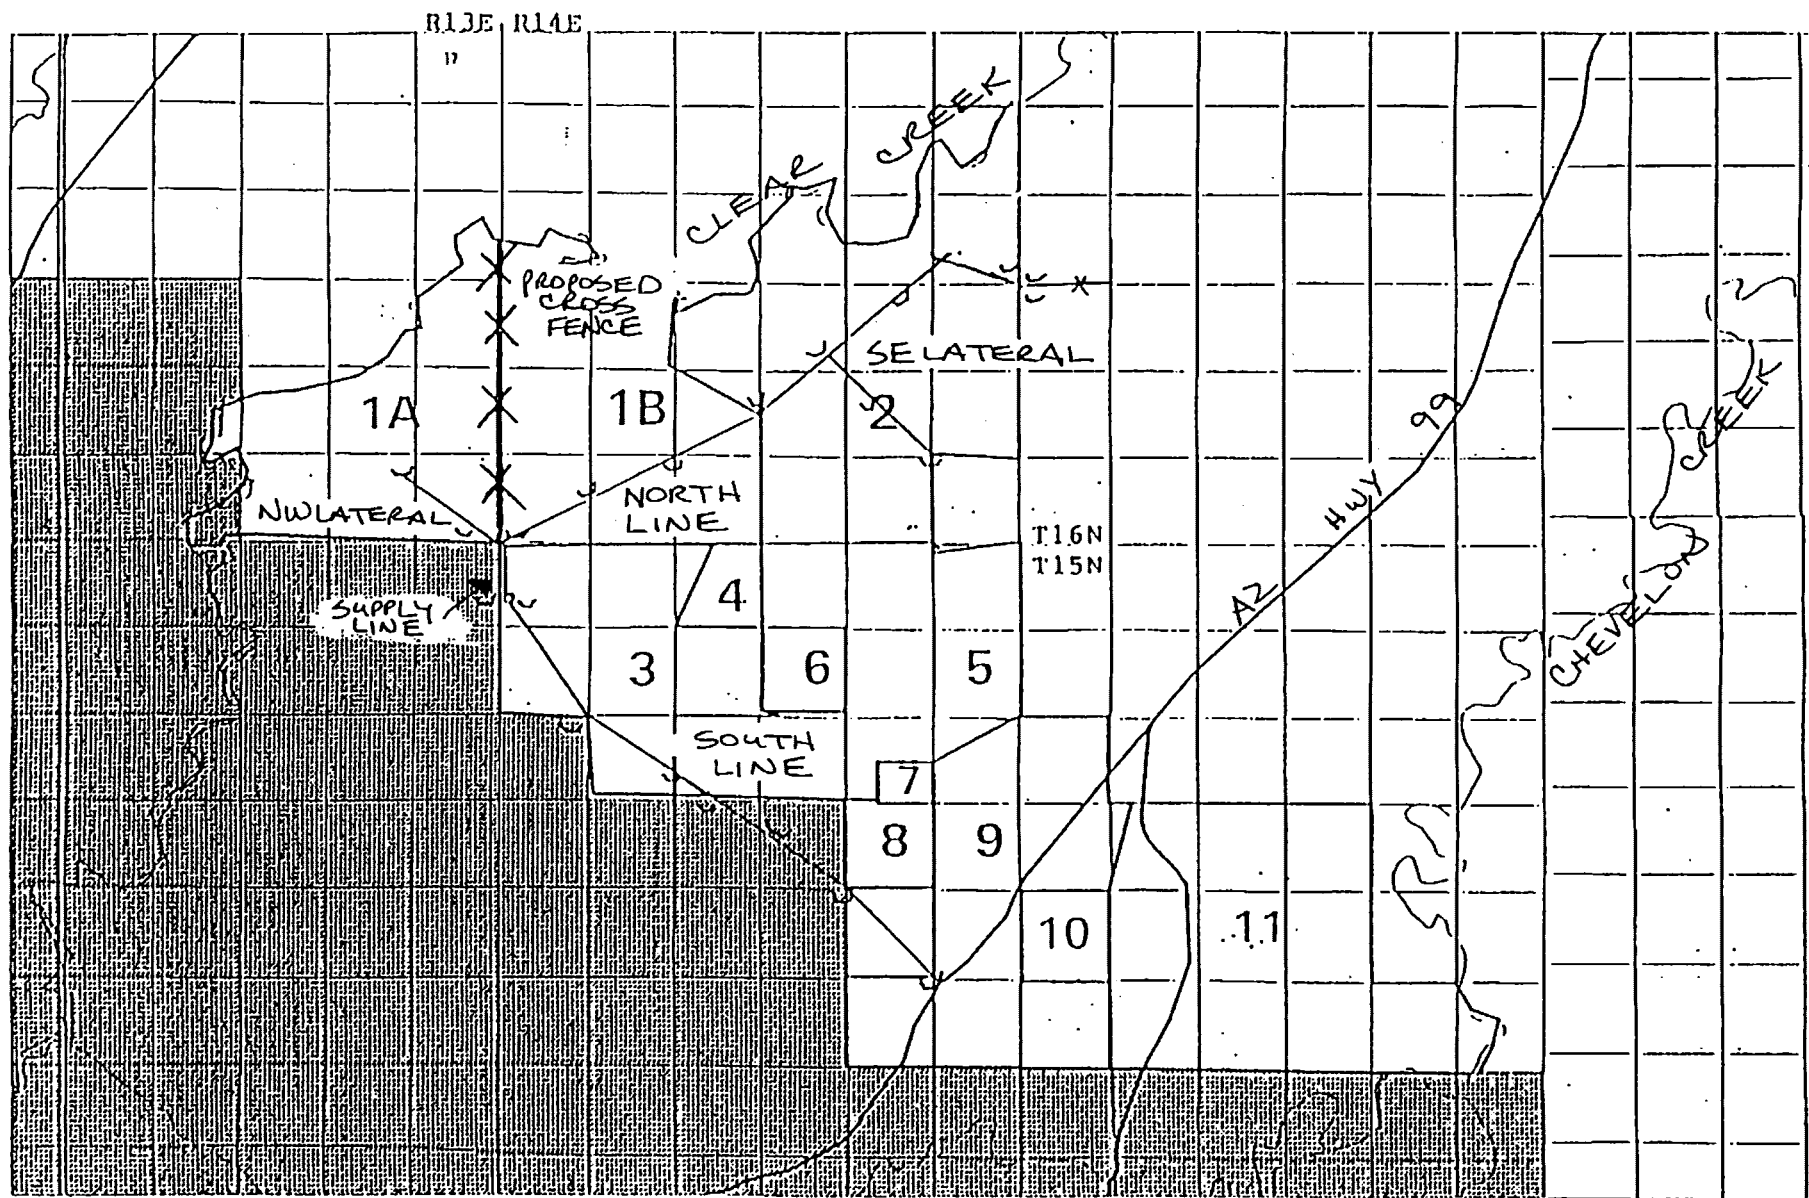 R13E R14E
CLEAR CREEK
PROPOSED
CROSS
FENCE
SE LATERAL
1A
1B
2
AZ HWY 99
CHEVELON CREEK
NW LATERAL
NORTH
LINE
T16N
T15N
SUPPLY
LINE
4
3
6
5
SOUTH
LINE
7
8
9
10
11